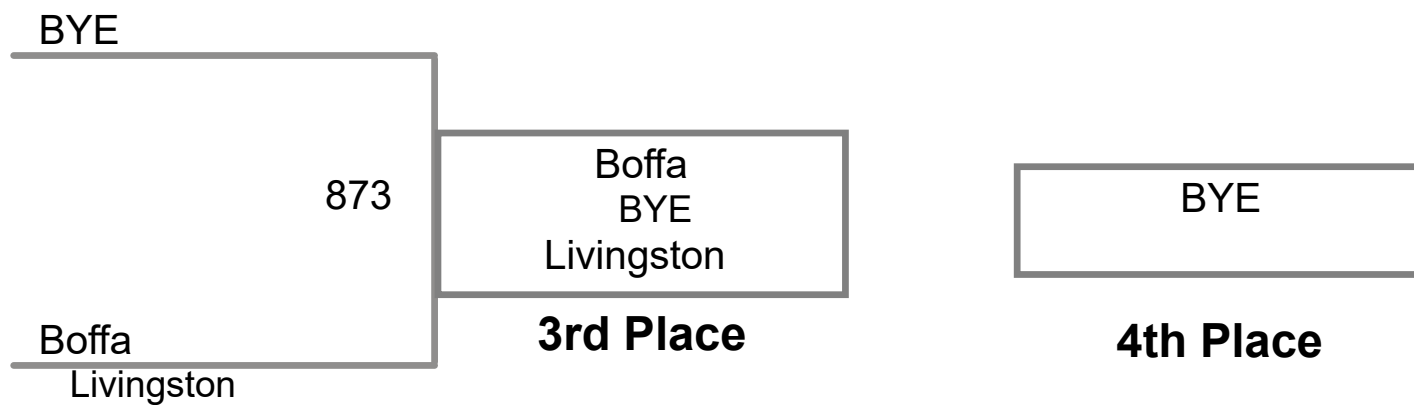 BYE
873
Boffa
BYE
Livingston
BYE
3rd Place
4th Place
Boffa
Livingston